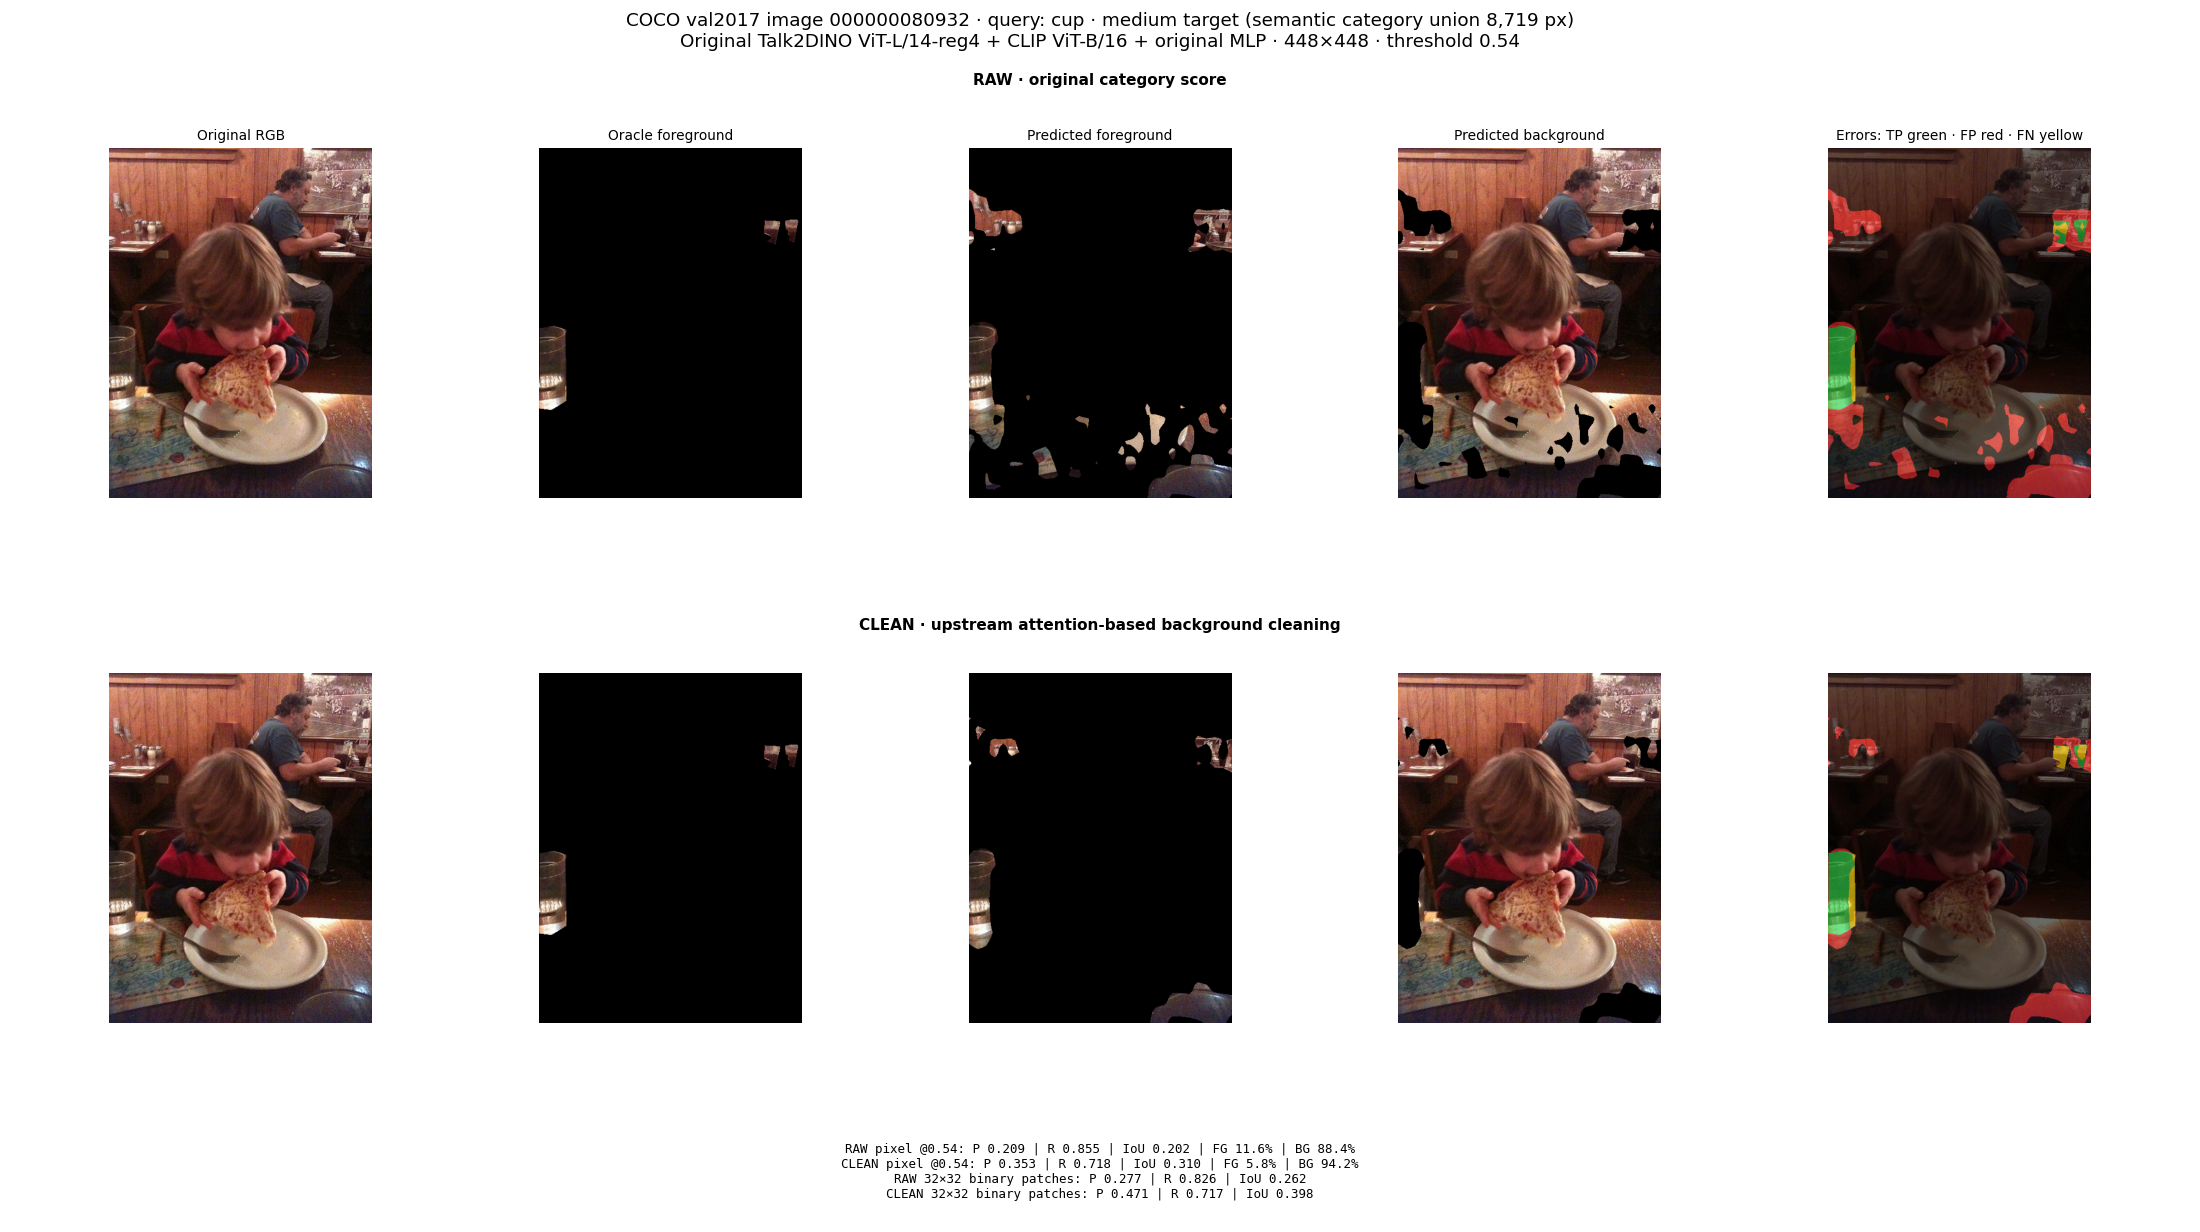 COCO val2017 image 000000080932 · query: cup · medium target (semantic category union 8,719 px)
Original Talk2DINO ViT-L/14-reg4 + CLIP ViT-B/16 + original MLP · 448×448 · threshold 0.54
RAW · original category score
Original RGB
Oracle foreground
Predicted foreground
Predicted background
Errors: TP green · FP red · FN yellow
CLEAN · upstream attention-based background cleaning
RAW pixel @0.54: P 0.209 | R 0.855 | IoU 0.202 | FG 11.6% | BG 88.4%
CLEAN pixel @0.54: P 0.353 | R 0.718 | IoU 0.310 | FG 5.8% | BG 94.2%
RAW 32×32 binary patches: P 0.277 | R 0.826 | IoU 0.262
CLEAN 32×32 binary patches: P 0.471 | R 0.717 | IoU 0.398